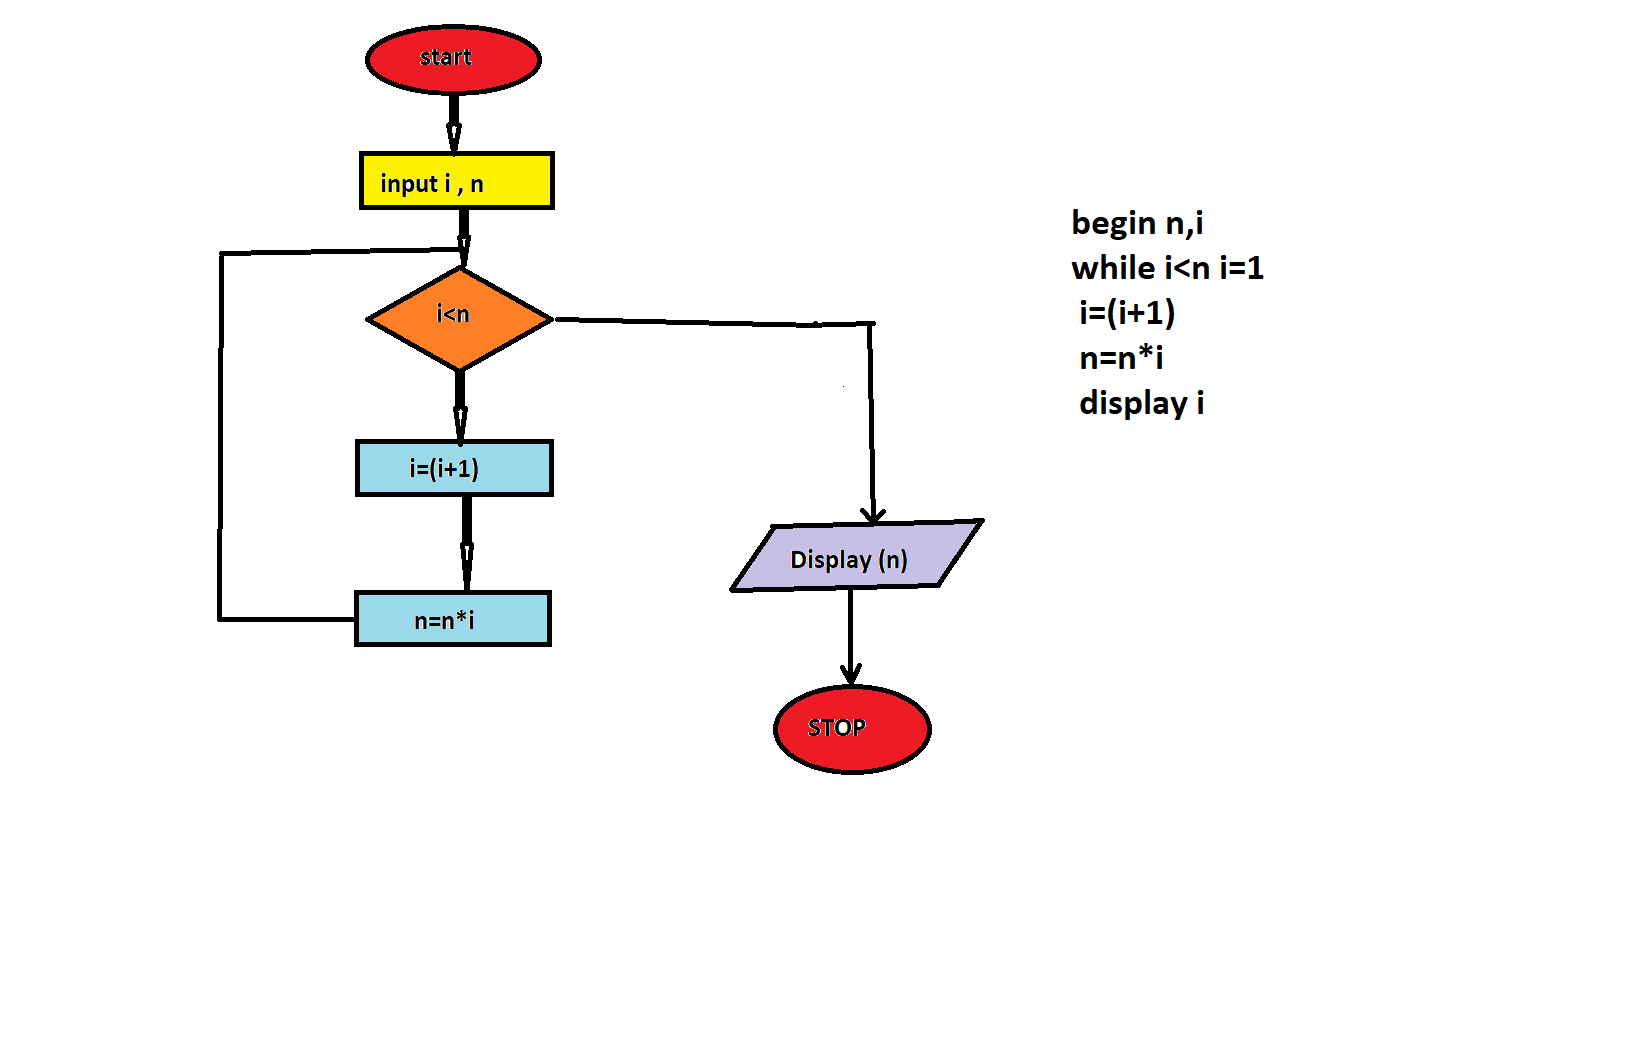 start
input i , n
i<n
i=(i+1)
n=n*i
Display (n)
STOP
begin n,i
while i<n i=1
i=(i+1)
n=n*i
display i